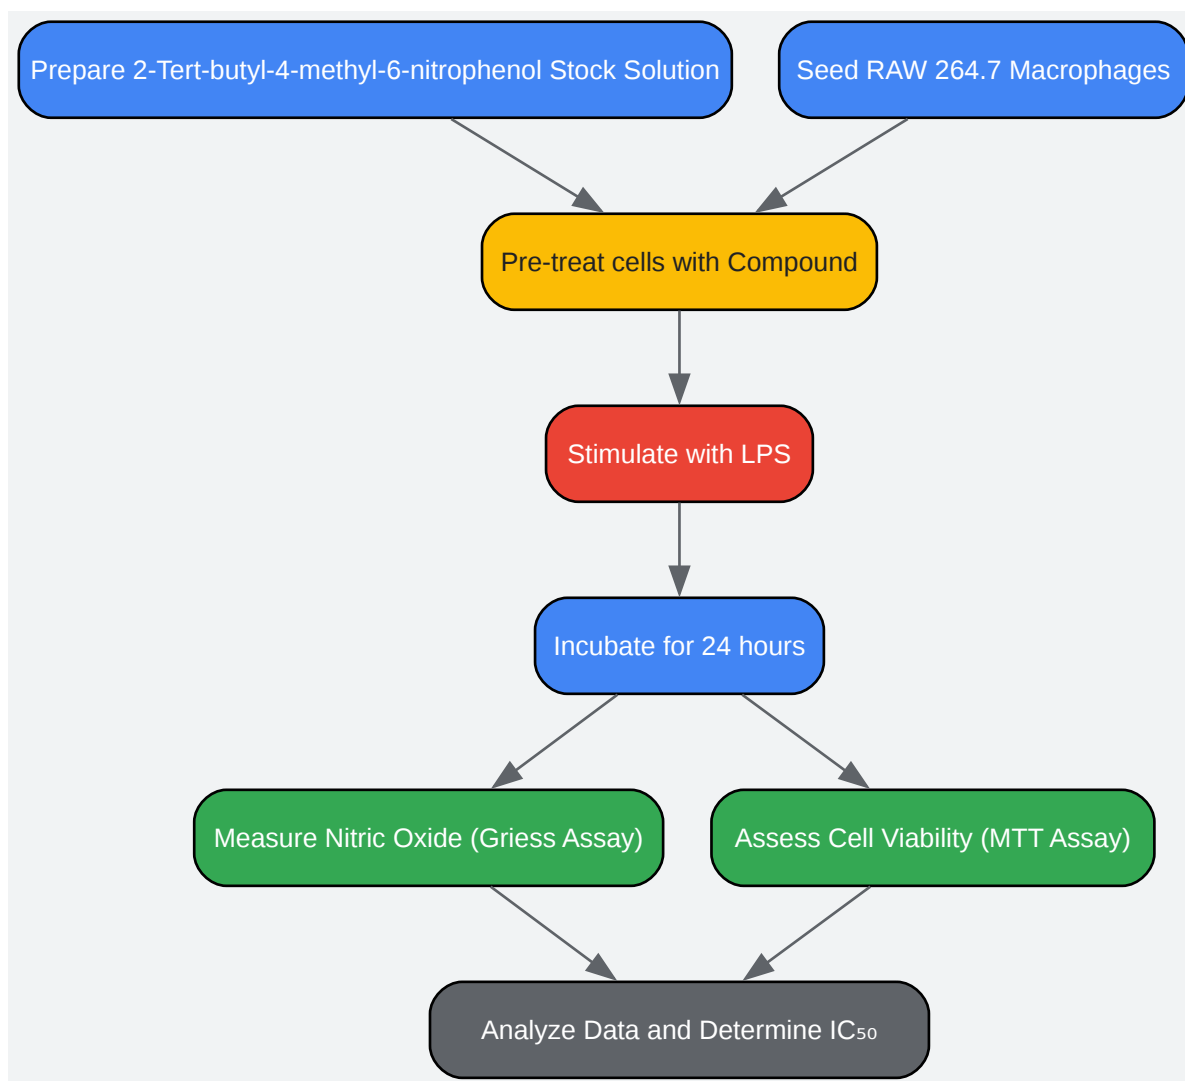 Prepare 2-Tert-butyl-4-methyl-6-nitrophenol Stock Solution
Seed RAW 264.7 Macrophages
Pre-treat cells with Compound
Stimulate with LPS
Incubate for 24 hours
Measure Nitric Oxide (Griess Assay)
Assess Cell Viability (MTT Assay)
Analyze Data and Determine IC₅₀